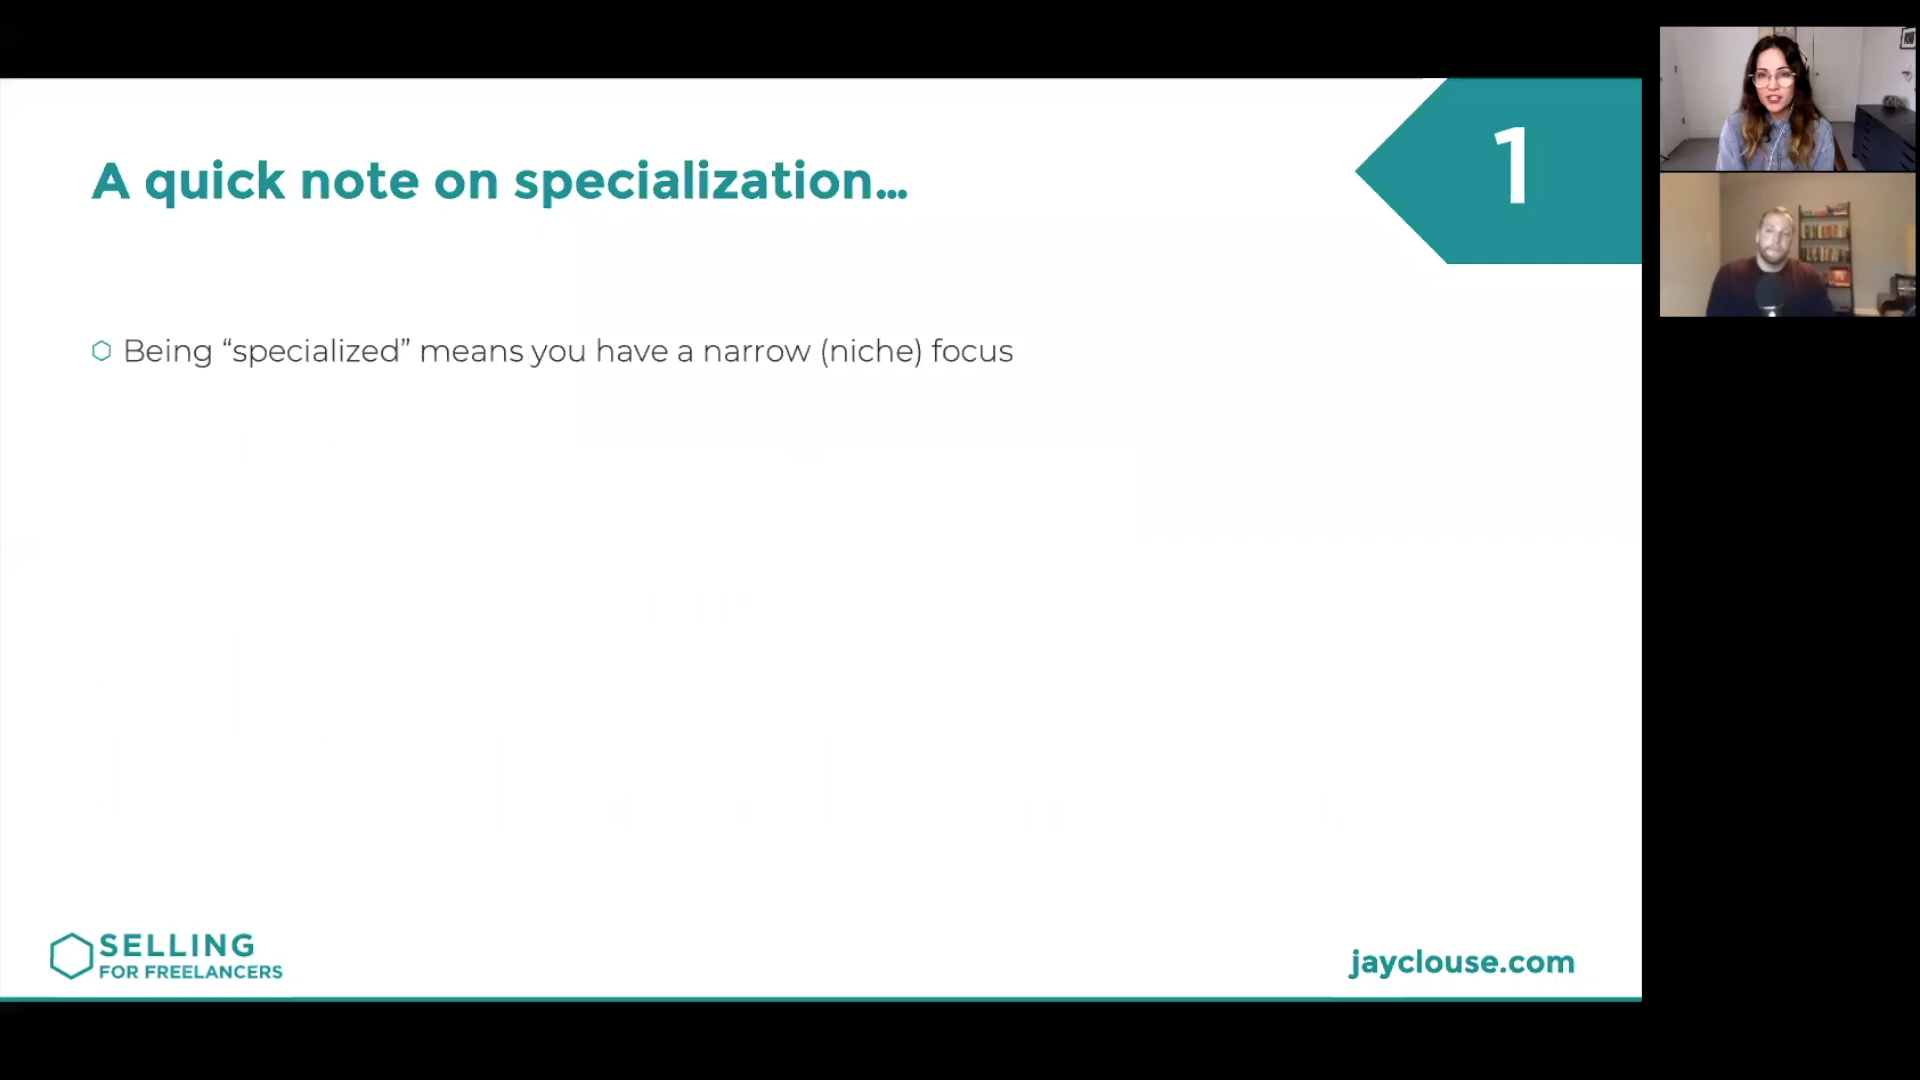 A quick note on specialization…
1
Being “specialized” means you have a narrow (niche) focus
SELLING
FOR FREELANCERS
jayclouse.com